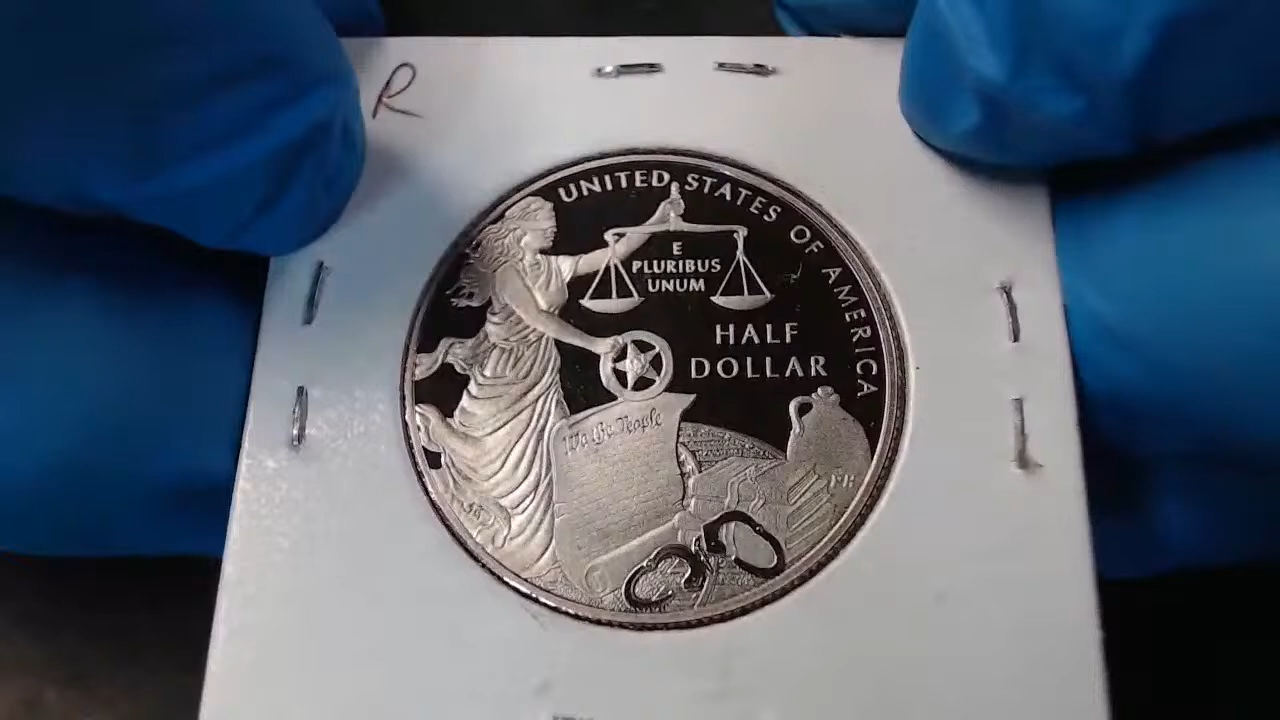 R
UNITED STATES OF AMERICA
E
PLURIBUS
UNUM
HALF
DOLLAR
We the People